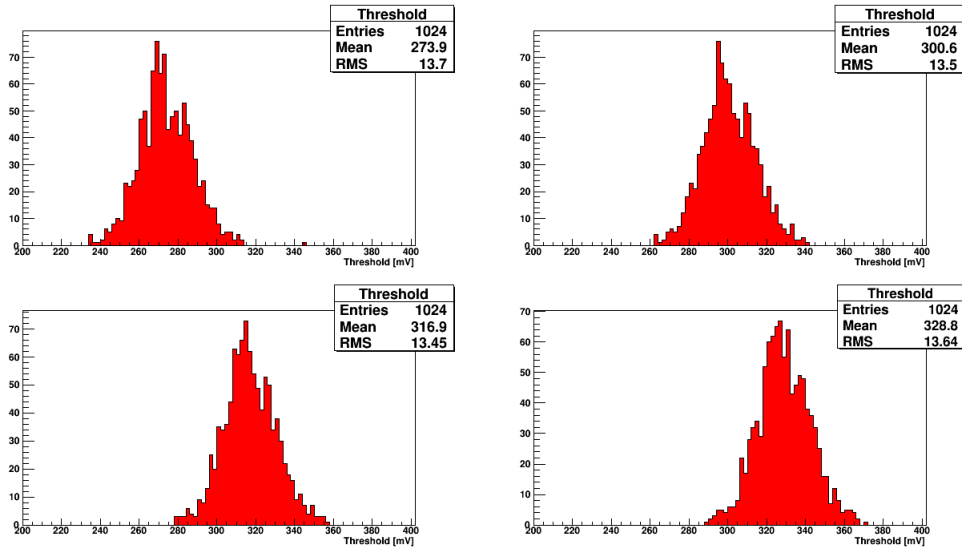 Threshold
Entries 1024
Mean 273.9
RMS 13.7
70
60
50
40
30
20
10
0
200 220 240 260 280 300 320 340 360 380 400
Threshold [mV]
Threshold
Entries 1024
Mean 300.6
RMS 13.5
70
60
50
40
30
20
10
0
200 220 240 260 280 300 320 340 360 380 400
Threshold [mV]
Threshold
Entries 1024
Mean 316.9
RMS 13.45
70
60
50
40
30
20
10
0
200 220 240 260 280 300 320 340 360 380 400
Threshold [mV]
Threshold
Entries 1024
Mean 328.8
RMS 13.64
70
60
50
40
30
20
10
0
200 220 240 260 280 300 320 340 360 380 400
Threshold [mV]